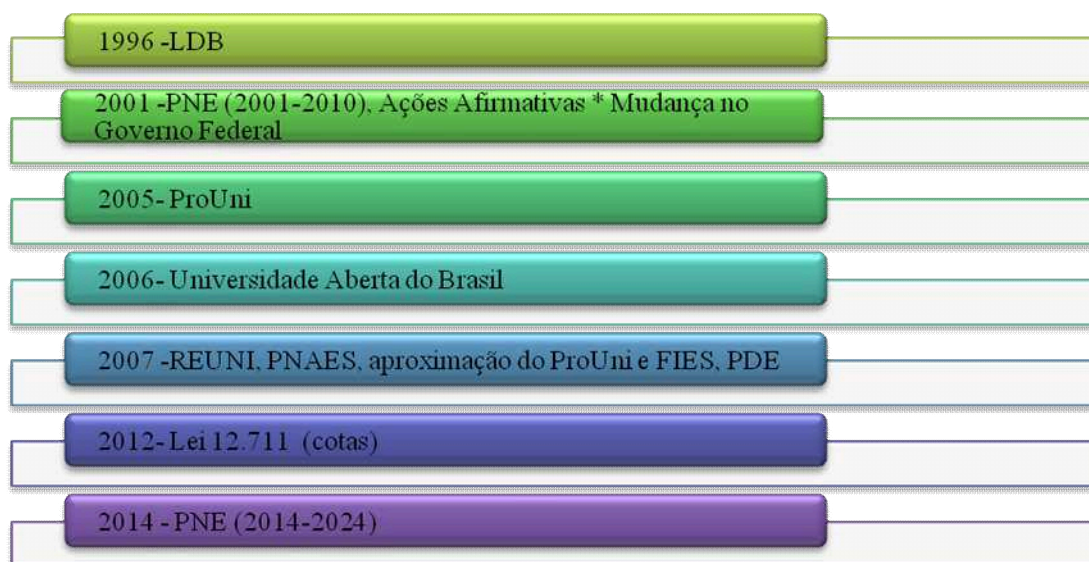 1996 -LDB
2001 -PNE (2001-2010), Ações Afirmativas * Mudança no
Governo Federal
2005- ProUni
2006- Universidade Aberta do Brasil
2007 -REUNI, PNAES, aproximação do ProUni e FIES, PDE
2012- Lei 12.711 (cotas)
2014 - PNE (2014-2024)